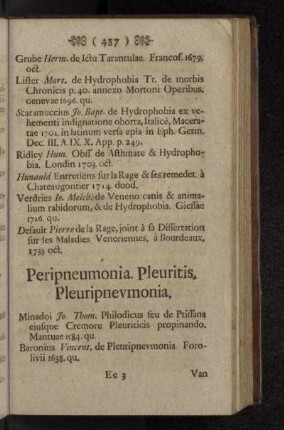 ( 437 )
Grube Herm. de Ictu Tarantulae. Francof. 1679.
oct.
Lister Mart. de Hydrophobia Tr. de morbis
Chronicis p. 40. annexo Mortoni Operibus,
genevae 1696. qu.
Scaramuccius Jo. Bapt. de Hydrophobia ex ve-
hementi indignatione oborta, Italicé, Macera-
tae 1702. in latinum versa epla in Eph. Germ.
Dec. III. A. IX. X. App. p. 249.
Ridley Hum. Obss. de Asthmate & Hydropho-
bia. Londin 1703. oct.
Hunauld Entretiens sur la Rage & ses remedet. à
Chateaugontier 1714. duod.
Verdries Io. Melch. de Veneno canis & anima-
lium rabidorum, & de Hydrophobia. Giessae
1716. qu.
Desault Pierre de la Rage, joint à sa Dissertation
sur les Maladies Veneriennes, à Bourdeaux,
1733. oct.
Peripneumonia. Pleuritis.
Pleuripnevmonia.
Minadoi Jo. Thom. Philodicus seu de Ptisana
ejusque Cremore Pleuriticis propinando.
Mantuae 1584. qu.
Baronius Vincent. de Pleuripnevmonia. Foro-
livii 1638. qu.
Ee 3 Van